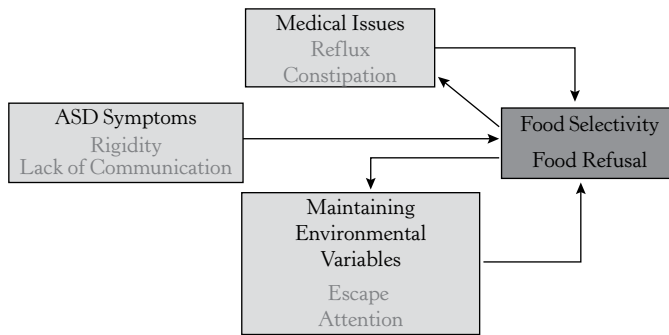 Medical Issues
Reflux
Constipation
ASD Symptoms
Rigidity
Lack of Communication
Food Selectivity
Food Refusal
Maintaining
Environmental
Variables
Escape
Attention